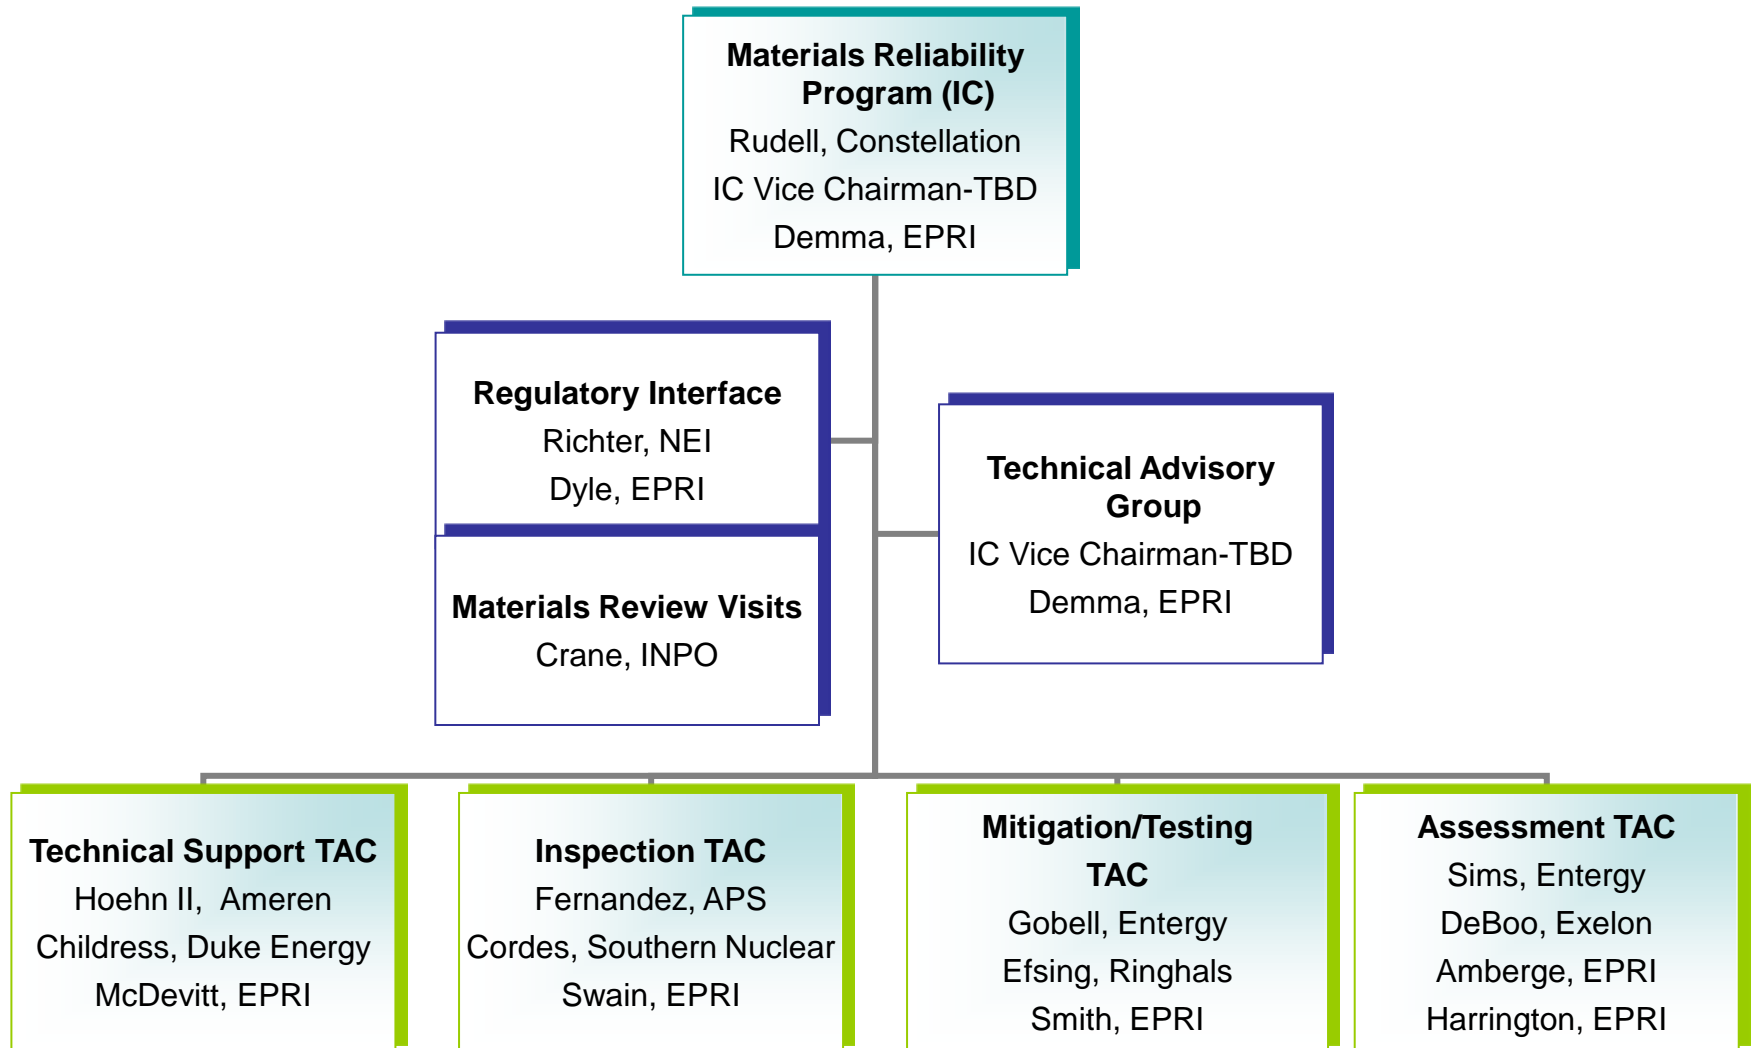 Materials Reliability
Program (IC)
Rudell, Constellation
IC Vice Chairman-TBD
Demma, EPRI
Regulatory Interface
Richter, NEI
Dyle, EPRI
Technical Advisory
Group
IC Vice Chairman-TBD
Demma, EPRI
Materials Review Visits
Crane, INPO
Technical Support TAC
Hoehn II, Ameren
Childress, Duke Energy
McDevitt, EPRI
Inspection TAC
Fernandez, APS
Cordes, Southern Nuclear
Swain, EPRI
Mitigation/Testing
TAC
Gobell, Entergy
Efsing, Ringhals
Smith, EPRI
Assessment TAC
Sims, Entergy
DeBoo, Exelon
Amberge, EPRI
Harrington, EPRI